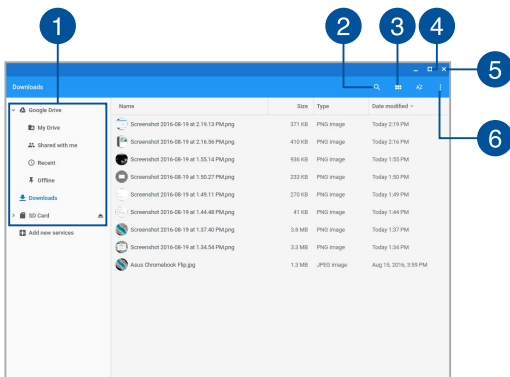 1
2
3
4
5
6
Downloads
AZ
Google Drive
My Drive
Shared with me
Recent
Offline
Downloads
SD Card
Add new services
Name Size Type Date modified
Screenshot 2016-08-19 at 2.19.13 PM.png 371 KB PNG image Today 2:19 PM
Screenshot 2016-08-19 at 2.16.56 PM.png 410 KB PNG image Today 2:16 PM
Screenshot 2016-08-19 at 1.55.14 PM.png 936 KB PNG image Today 1:55 PM
Screenshot 2016-08-19 at 1.50.27 PM.png 233 KB PNG image Today 1:50 PM
Screenshot 2016-08-19 at 1.49.11 PM.png 270 KB PNG image Today 1:49 PM
Screenshot 2016-08-19 at 1.44.48 PM.png 41 KB PNG image Today 1:44 PM
Screenshot 2016-08-19 at 1.37.40 PM.png 3.8 MB PNG image Today 1:37 PM
Screenshot 2016-08-19 at 1.34.54 PM.png 3.3 MB PNG image Today 1:34 PM
Asus Chromebook Flip.jpg 1.3 MB JPEG image Aug 15, 2016, 3:59 PM